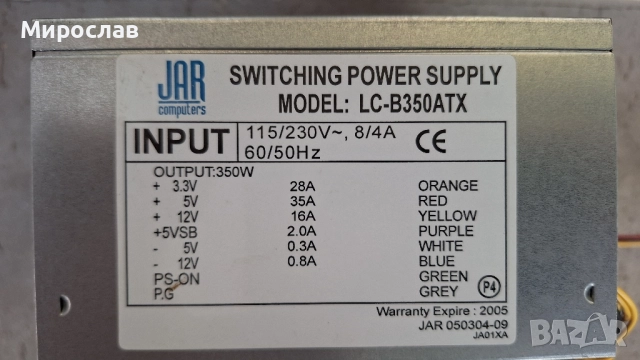 Мирослав
JAR computers
SWITCHING POWER SUPPLY
MODEL: LC-B350ATX
INPUT 115/230V~, 8/4A
60/50Hz
CE
OUTPUT:350W
+ 3.3V 28A ORANGE
+ 5V 35A RED
+ 12V 16A YELLOW
+5VSB 2.0A PURPLE
- 5V 0.3A WHITE
- 12V 0.8A BLUE
PS-ON GREEN
P.G GREY
P4
Warranty Expire : 2005
JAR 050304-09
JA01XA
BAZAR